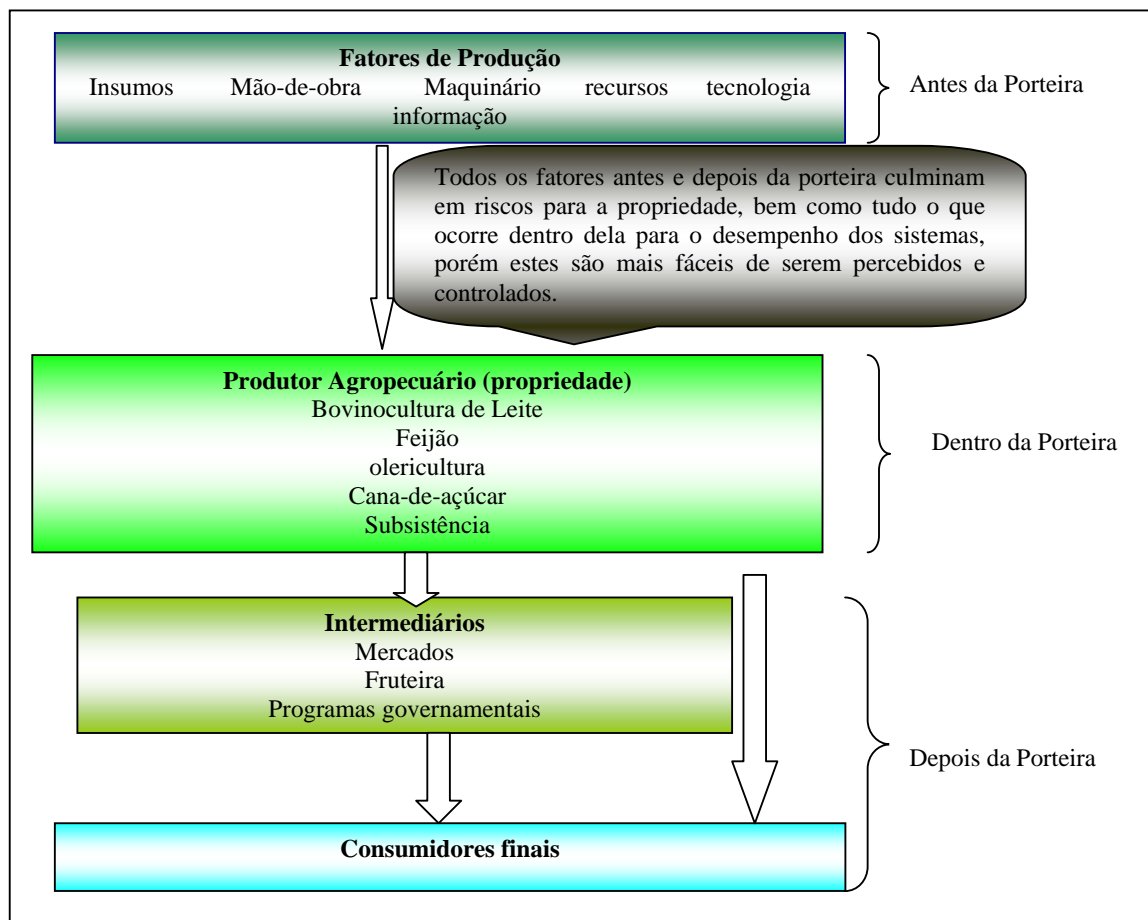 Fatores de Produção
Insumos Mão-de-obra Maquinário recursos tecnologia
informação
Antes da Porteira
Todos os fatores antes e depois da porteira culminam
em riscos para a propriedade, bem como tudo o que
ocorre dentro dela para o desempenho dos sistemas,
porém estes são mais fáceis de serem percebidos e
controlados.
Produtor Agropecuário (propriedade)
Bovinocultura de Leite
Feijão
olericultura
Cana-de-açúcar
Subsistência
Dentro da Porteira
Intermediários
Mercados
Fruteira
Programas governamentais
Depois da Porteira
Consumidores finais